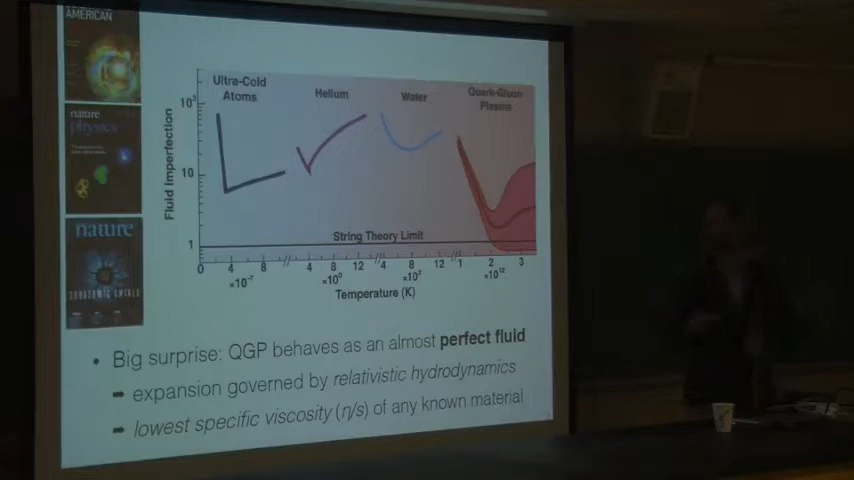 AMERICAN
nature
physics
nature
SUBATOMIC SWIRLS
Ultra-Cold
Atoms
Helium
Water
Quark-Gluon
Plasma
Fluid Imperfection
10³
10
1
String Theory Limit
0 4 8 // 4 8 12 // 4 8 12 // 1 2 3
×10⁻⁷ ×10⁰ ×10² ×10¹²
Temperature (K)
• Big surprise: QGP behaves as an almost perfect fluid
➡ expansion governed by relativistic hydrodynamics
➡ lowest specific viscosity (η/s) of any known material